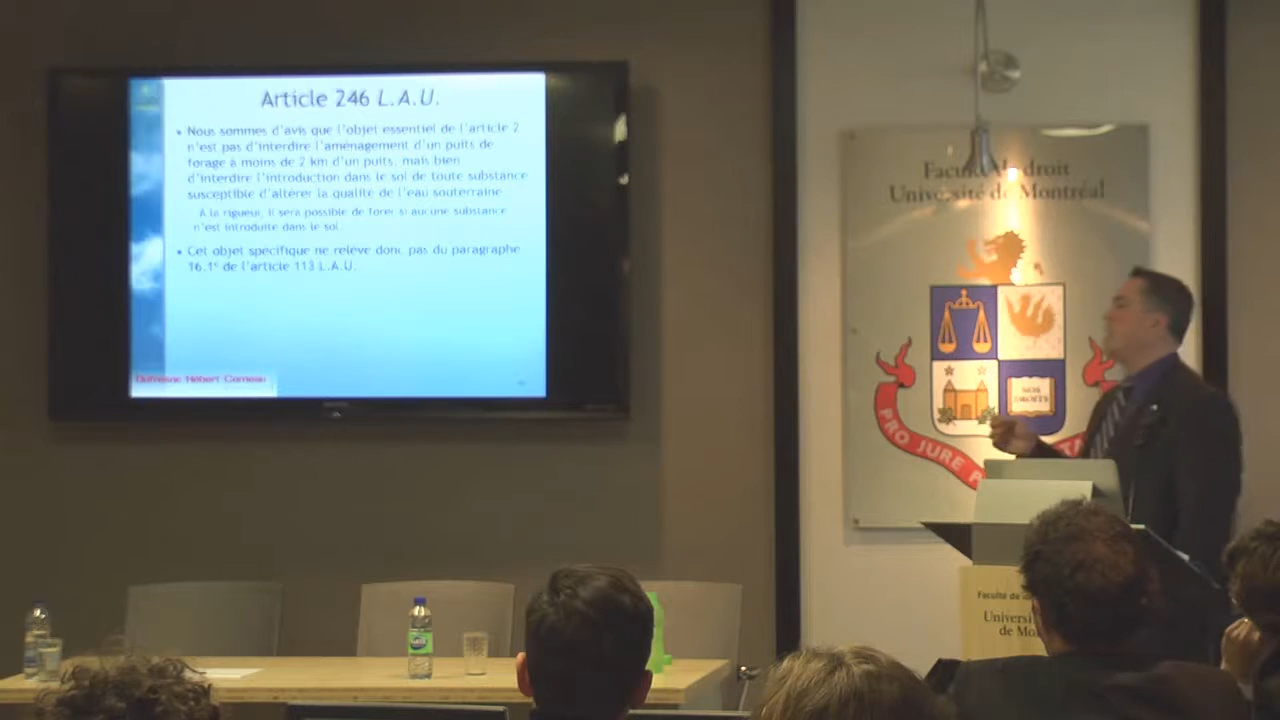 Article 246 L.A.U.
• Nous sommes d'avis que l'objet essentiel de l'article 2
n'est pas d'interdire l'aménagement d'un puits de
forage à moins de 2 km d'un puits, mais bien
d'interdire l'introduction dans le sol de toute substance
susceptible d'altérer la qualité de l'eau souterraine
À la rigueur, il sera possible de forer si aucune substance
n'est introduite dans le sol
• Cet objet spécifique ne relève donc pas du paragraphe
16.1° de l'article 113 L.A.U.
Dufresne Hébert Comeau
Faculté de droit
Université de Montréal
NOS
DROITS
PRO JURE
Faculté de
Universi
de Mo